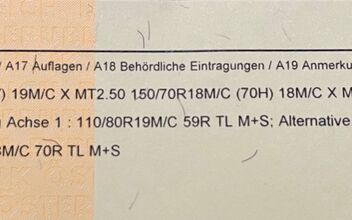 / A17 Auflagen / A18 Behördliche Eintragungen / A19 Anmerku
) 19M/C X MT2.50 150/70R18M/C (70H) 18M/C X M
g Achse 1 : 110/80R19M/C 59R TL M+S; Alternative
M/C 70R TL M+S